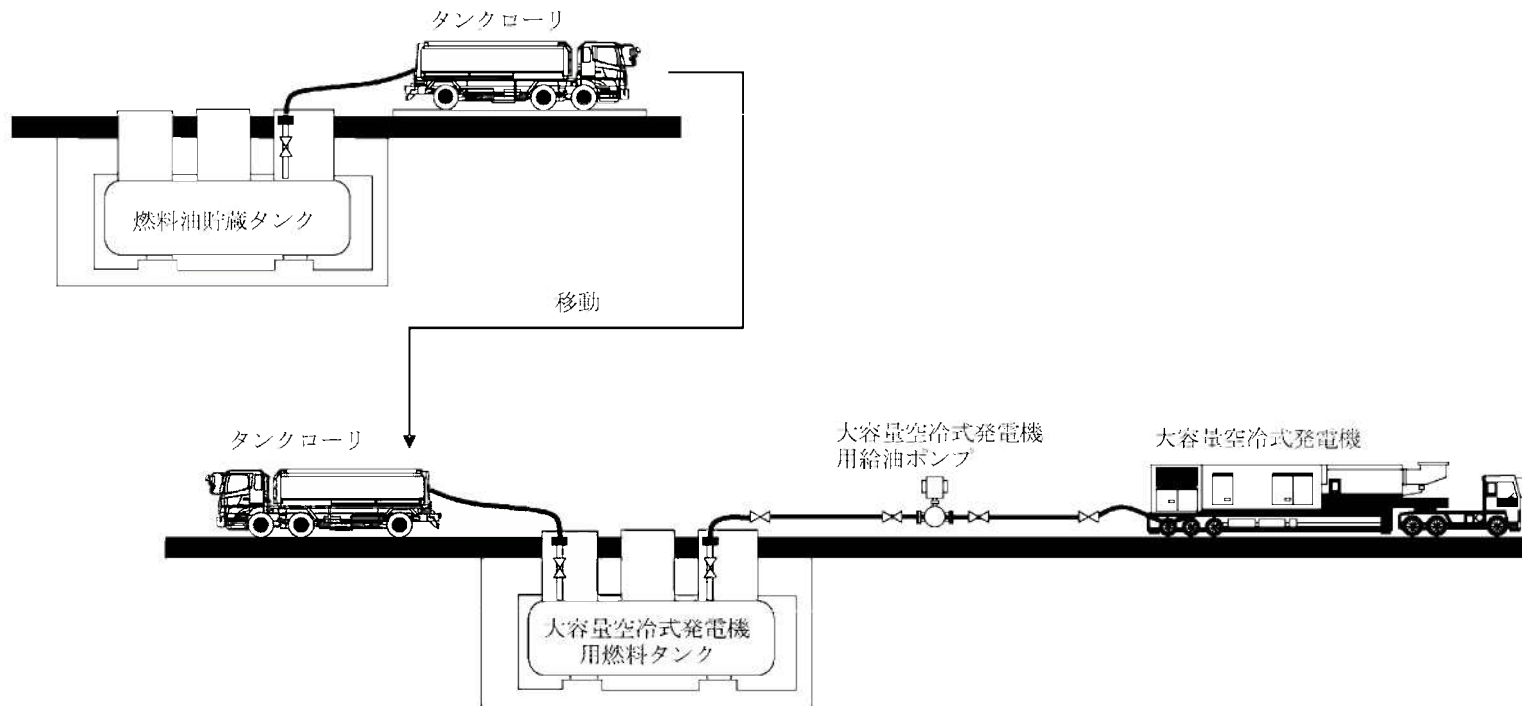 タンクローリ
燃料油貯蔵タンク
移動
タンクローリ
大容量空冷式発電機
用給油ポンプ
大容量空冷式発電機
大容量空冷式発電機
用燃料タンク